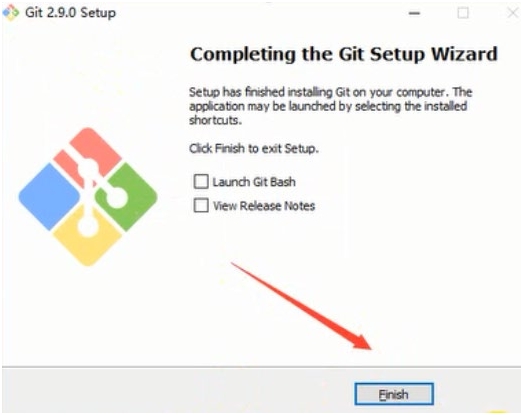 Git 2.9.0 Setup
Completing the Git Setup Wizard
Setup has finished installing Git on your computer. The
application may be launched by selecting the installed
shortcuts.
Click Finish to exit Setup.
Launch Git Bash
View Release Notes
Finish